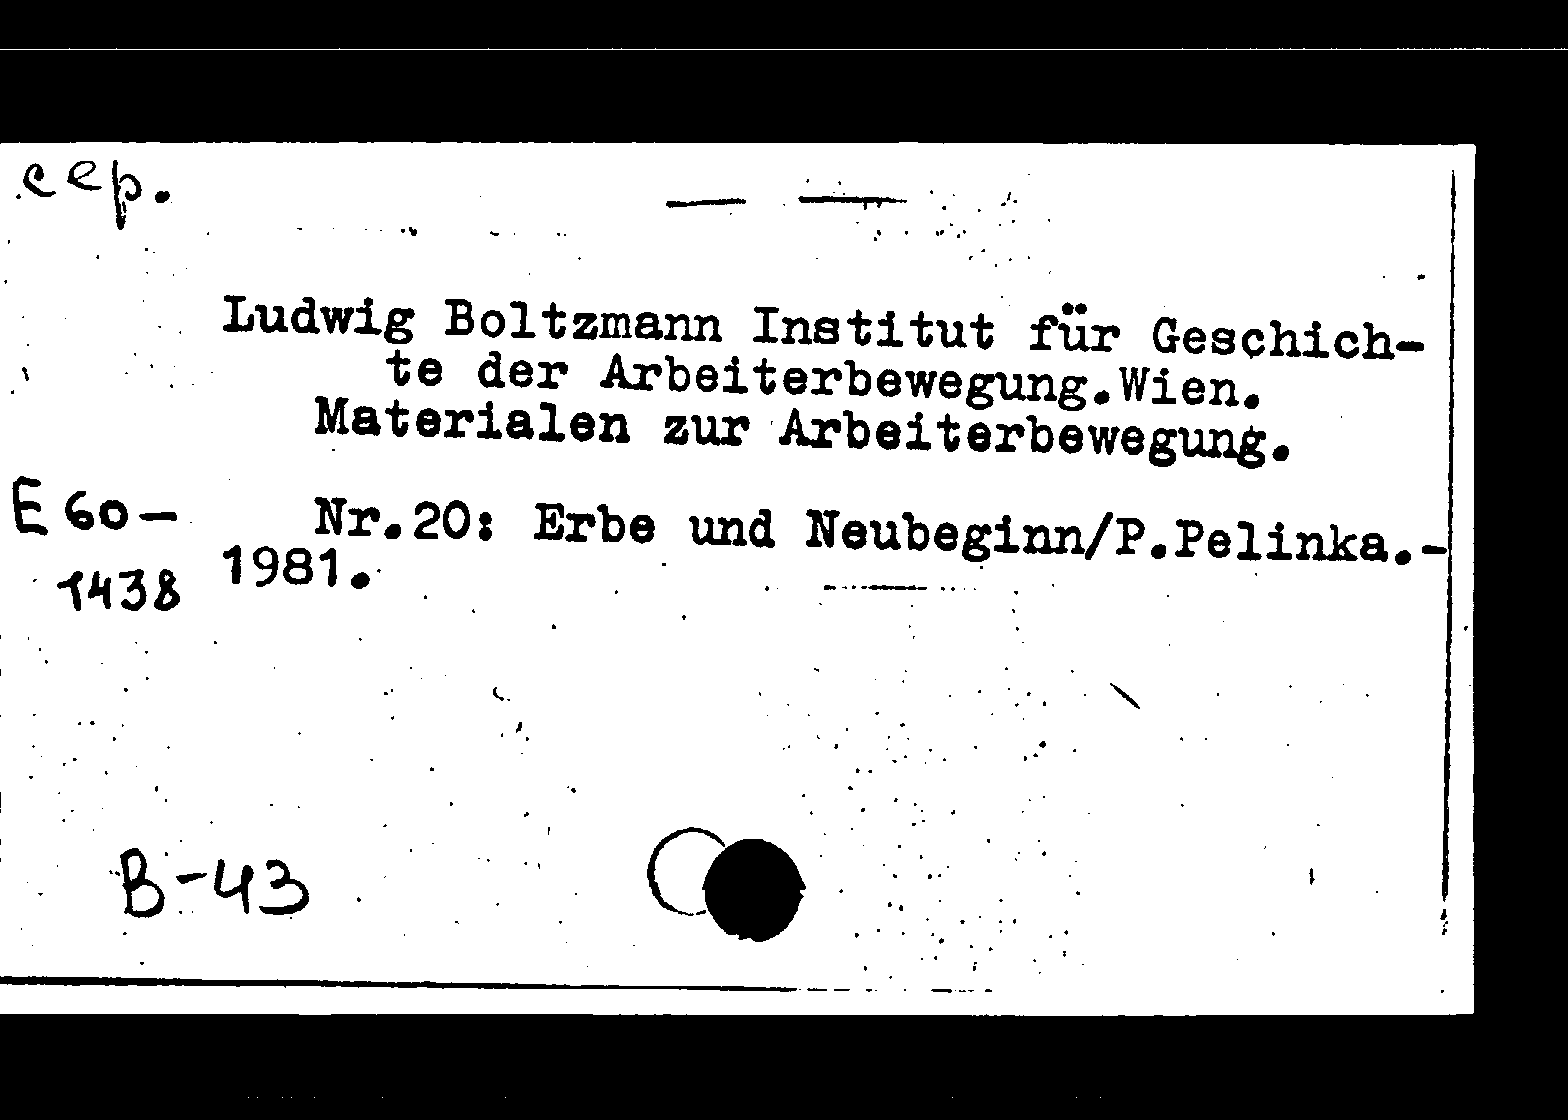 сер.
Ludwig Boltzmann Institut für Geschich-
te der Arbeiterbewegung.Wien.
Materialen zur Arbeiterbewegung.
E 60-
1438
Nr.20: Erbe und Neubeginn/P.Pelinka.-
1981.
B-43